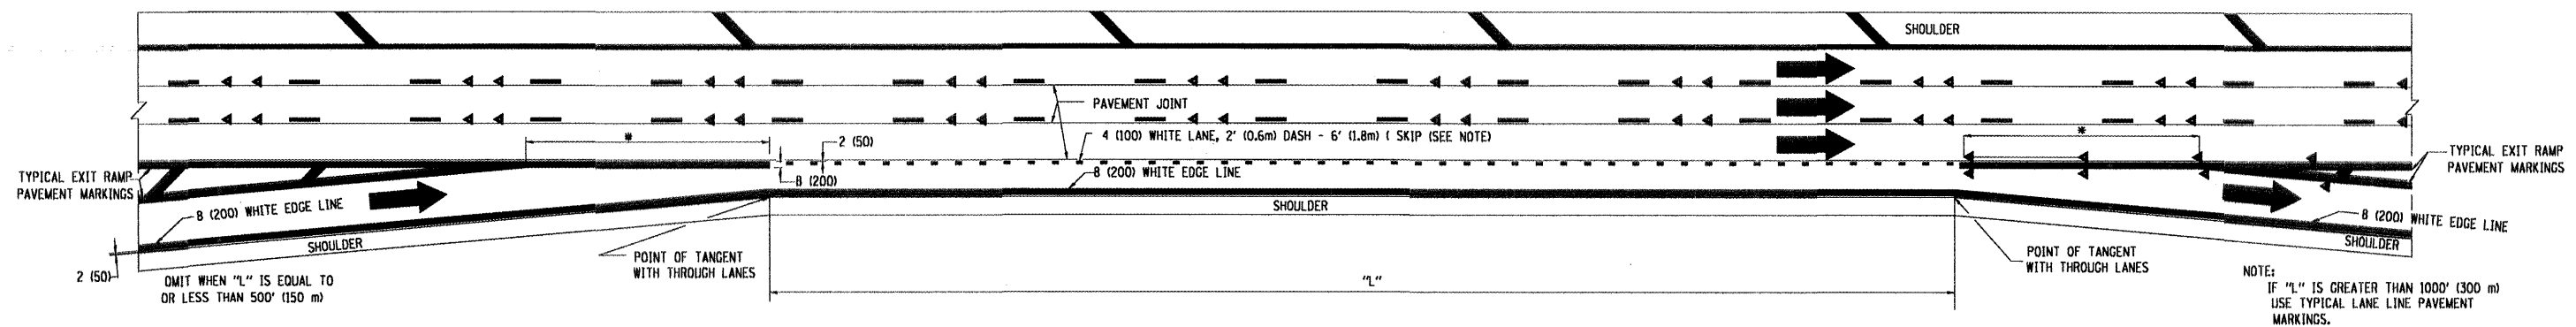 SHOULDER
PAVEMENT JOINT
4 (100) WHITE LANE, 2' (0.6m) DASH - 6' (1.8m) ( SKIP (SEE NOTE)
*
2 (50)
*
TYPICAL EXIT RAMP
PAVEMENT MARKINGS
8 (200)
8 (200) WHITE EDGE LINE
TYPICAL EXIT RAMP
PAVEMENT MARKINGS
8 (200) WHITE EDGE LINE
SHOULDER
8 (200) WHITE EDGE LINE
SHOULDER
SHOULDER
POINT OF TANGENT
WITH THROUGH LANES
POINT OF TANGENT
WITH THROUGH LANES
2 (50)
OMIT WHEN "L" IS EQUAL TO
OR LESS THAN 500' (150 m)
"L"
NOTE:
IF "L" IS GREATER THAN 1000' (300 m)
USE TYPICAL LANE LINE PAVEMENT
MARKINGS.